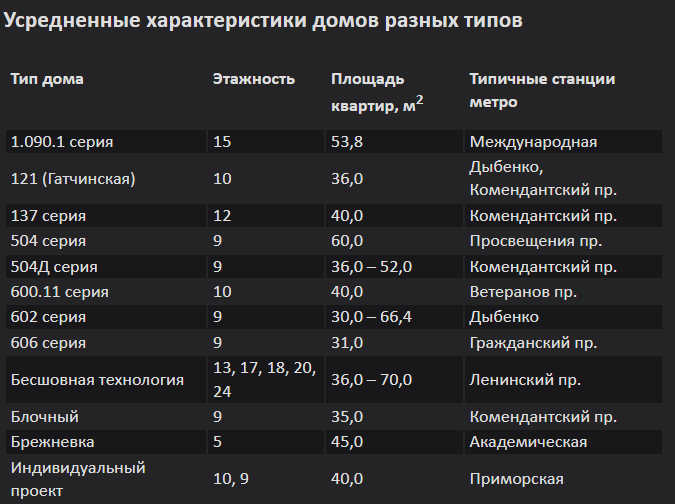 Усредненные характеристики домов разных типов
Тип дома Этажность Площадь квартир, м2 Типичные станции метро
1.090.1 серия 15 53,8 Международная
121 (Гатчинская) 10 36,0 Дыбенко, Комендантский пр.
137 серия 12 40,0 Комендантский пр.
504 серия 9 60,0 Просвещения пр.
504Д серия 9 36,0 – 52,0 Комендантский пр.
600.11 серия 10 40,0 Ветеранов пр.
602 серия 9 30,0 – 66,4 Дыбенко
606 серия 9 31,0 Гражданский пр.
Бесшовная технология 13, 17, 18, 20, 24 36,0 – 70,0 Ленинский пр.
Блочный 9 35,0 Комендантский пр.
Брежневка 5 45,0 Академическая
Индивидуальный проект 10, 9 40,0 Приморская